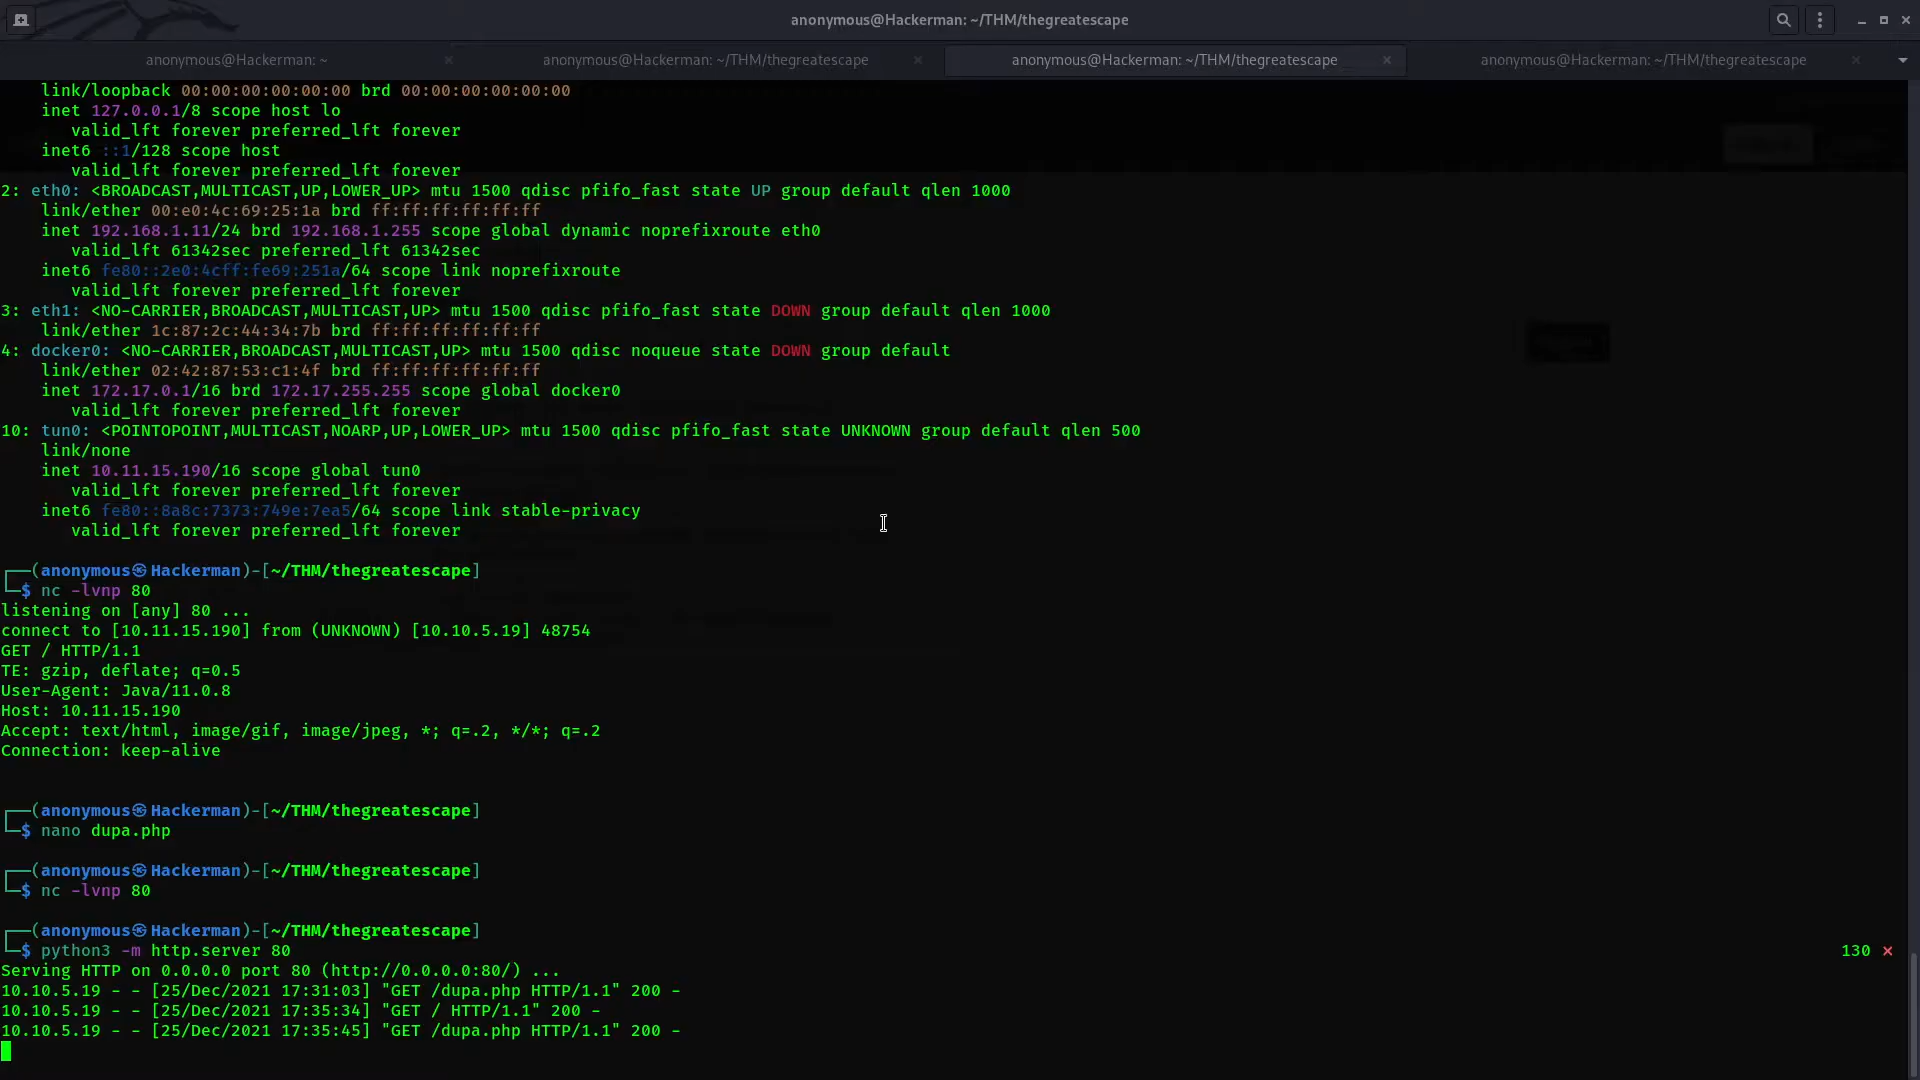 anonymous@Hackerman: ~/THM/thegreatescape
anonymous@Hackerman: ~ × anonymous@Hackerman: ~/THM/thegreatescape × anonymous@Hackerman: ~/THM/thegreatescape × anonymous@Hackerman: ~/THM/thegreatescape ×
    link/loopback 00:00:00:00:00:00 brd 00:00:00:00:00:00
    inet 127.0.0.1/8 scope host lo
       valid_lft forever preferred_lft forever
    inet6 ::1/128 scope host
       valid_lft forever preferred_lft forever
2: eth0: <BROADCAST,MULTICAST,UP,LOWER_UP> mtu 1500 qdisc pfifo_fast state UP group default qlen 1000
    link/ether 00:e0:4c:69:25:1a brd ff:ff:ff:ff:ff:ff
    inet 192.168.1.11/24 brd 192.168.1.255 scope global dynamic noprefixroute eth0
       valid_lft 61342sec preferred_lft 61342sec
    inet6 fe80::2e0:4cff:fe69:251a/64 scope link noprefixroute
       valid_lft forever preferred_lft forever
3: eth1: <NO-CARRIER,BROADCAST,MULTICAST,UP> mtu 1500 qdisc pfifo_fast state DOWN group default qlen 1000
    link/ether 1c:87:2c:44:34:7b brd ff:ff:ff:ff:ff:ff
4: docker0: <NO-CARRIER,BROADCAST,MULTICAST,UP> mtu 1500 qdisc noqueue state DOWN group default
    link/ether 02:42:87:53:c1:4f brd ff:ff:ff:ff:ff:ff
    inet 172.17.0.1/16 brd 172.17.255.255 scope global docker0
       valid_lft forever preferred_lft forever
10: tun0: <POINTOPOINT,MULTICAST,NOARP,UP,LOWER_UP> mtu 1500 qdisc pfifo_fast state UNKNOWN group default qlen 500
    link/none
    inet 10.11.15.190/16 scope global tun0
       valid_lft forever preferred_lft forever
    inet6 fe80::8a8c:7373:749e:7ea5/64 scope link stable-privacy
       valid_lft forever preferred_lft forever
┌──(anonymous㉿Hackerman)-[~/THM/thegreatescape]
└─$ nc -lvnp 80
listening on [any] 80 ...
connect to [10.11.15.190] from (UNKNOWN) [10.10.5.19] 48754
GET / HTTP/1.1
TE: gzip, deflate; q=0.5
User-Agent: Java/11.0.8
Host: 10.11.15.190
Accept: text/html, image/gif, image/jpeg, *; q=.2, */*; q=.2
Connection: keep-alive
┌──(anonymous㉿Hackerman)-[~/THM/thegreatescape]
└─$ nano dupa.php
┌──(anonymous㉿Hackerman)-[~/THM/thegreatescape]
└─$ nc -lvnp 80
┌──(anonymous㉿Hackerman)-[~/THM/thegreatescape]
└─$ python3 -m http.server 80 130 ×
Serving HTTP on 0.0.0.0 port 80 (http://0.0.0.0:80/) ...
10.10.5.19 - - [25/Dec/2021 17:31:03] "GET /dupa.php HTTP/1.1" 200 -
10.10.5.19 - - [25/Dec/2021 17:35:34] "GET / HTTP/1.1" 200 -
10.10.5.19 - - [25/Dec/2021 17:35:45] "GET /dupa.php HTTP/1.1" 200 -